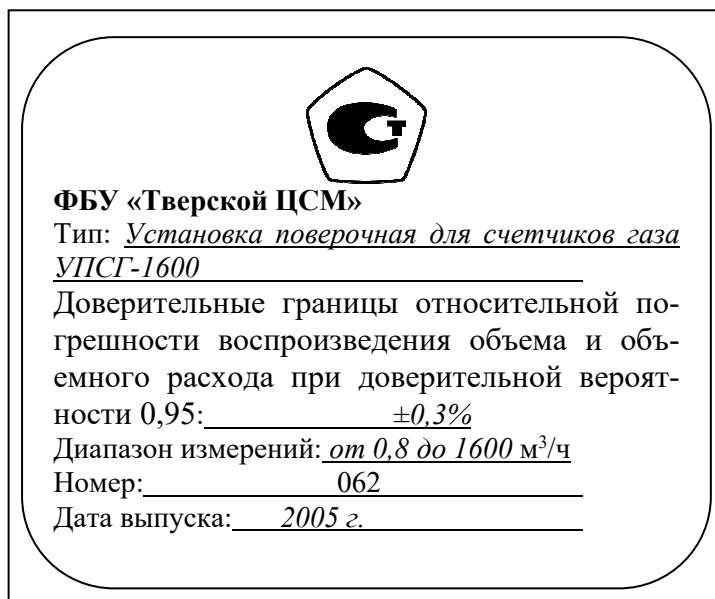 ФБУ «Тверской ЦСМ»
Тип: Установка поверочная для счетчиков газа
УПСГ-1600
Доверительные границы относительной по-
грешности воспроизведения объема и объ-
емного расхода при доверительной вероят-
ности 0,95: ±0,3%
Диапазон измерений: от 0,8 до 1600 м³/ч
Номер: 062
Дата выпуска: 2005 г.